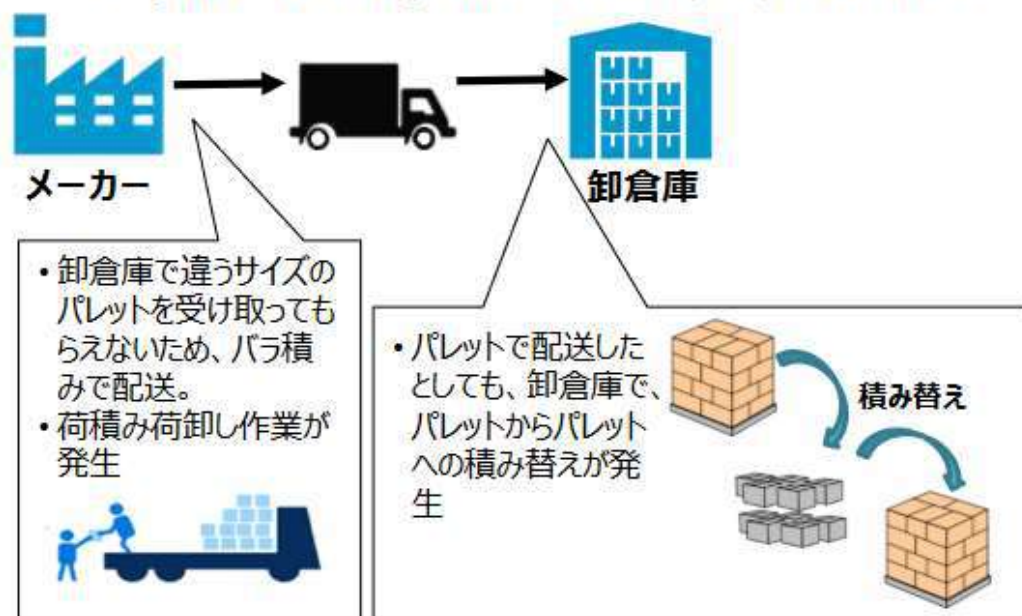 メーカー
卸倉庫
・卸倉庫で違うサイズの
パレットを受け取っても
らえないため、バラ積
みで配送。
・荷積み荷卸し作業が
発生
・パレットで配送した
としても、卸倉庫で、
パレットからパレット
への積み替えが発
生
積み替え